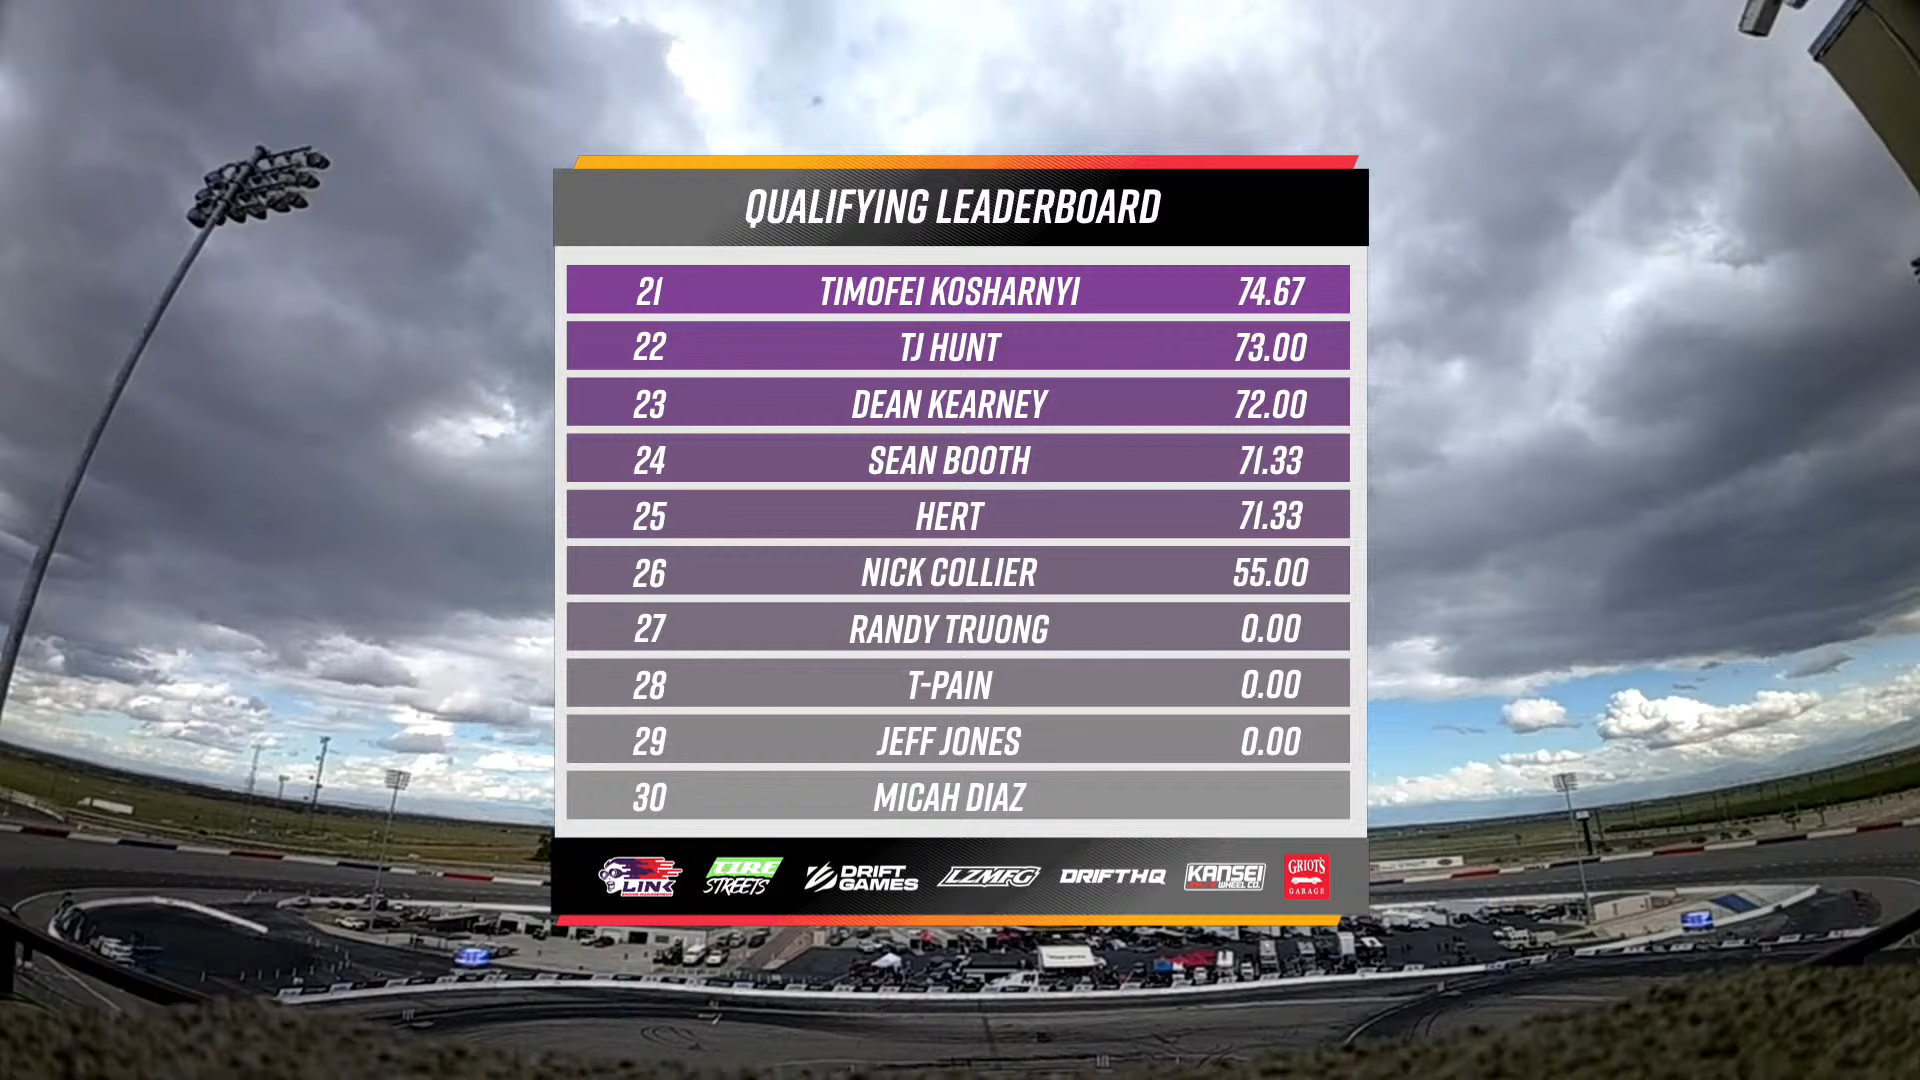 QUALIFYING LEADERBOARD
21 TIMOFEI KOSHARNYI 74.67
22 TJ HUNT 73.00
23 DEAN KEARNEY 72.00
24 SEAN BOOTH 71.33
25 HERT 71.33
26 NICK COLLIER 55.00
27 RANDY TRUONG 0.00
28 T-PAIN 0.00
29 JEFF JONES 0.00
30 MICAH DIAZ
LINK TIRE STREETS DRIFT GAMES LZMFG DRIFTHQ KANSEI WHEEL CO. GRIOT'S GARAGE